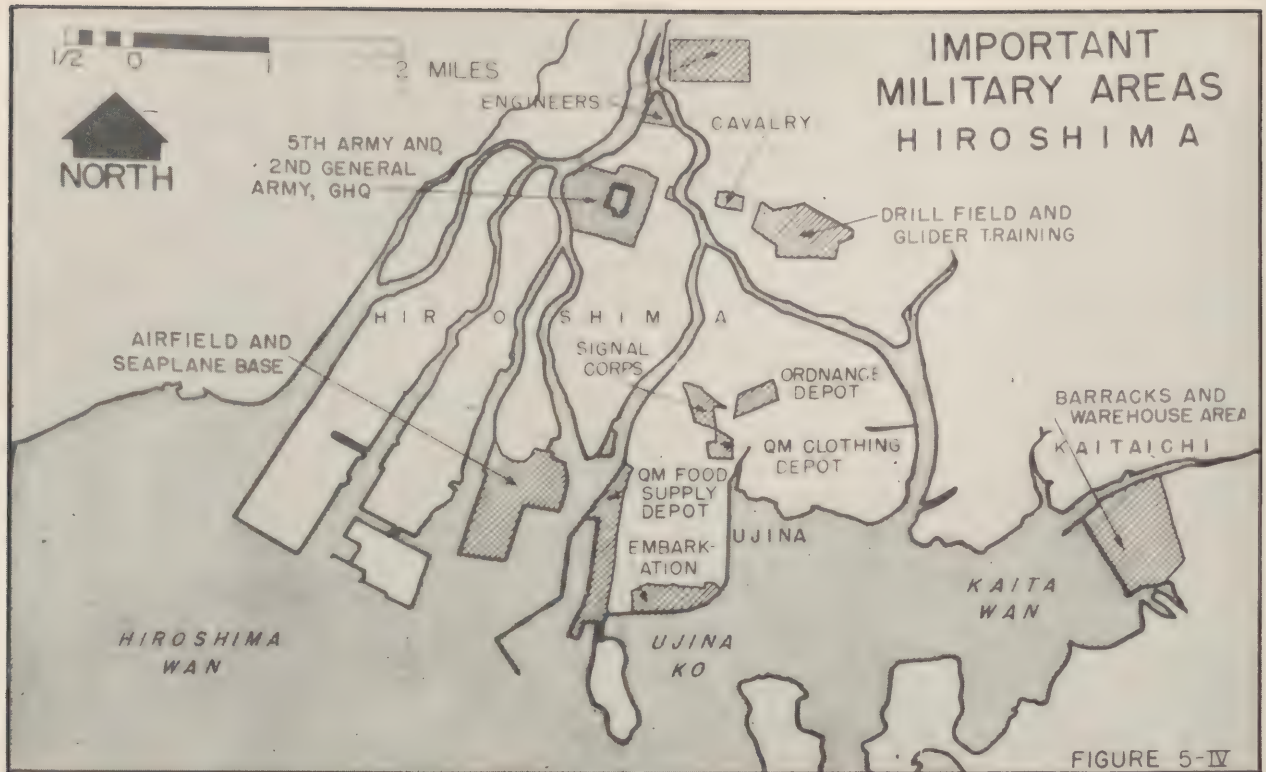 IMPORTANT
MILITARY AREAS
HIROSHIMA
1/2 0 1
2 MILES
NORTH
ENGINEERS
CAVALRY
5TH ARMY AND
2ND GENERAL
ARMY, GHQ
DRILL FIELD AND
GLIDER TRAINING
HIROSHIMA
AIRFIELD AND
SEAPLANE BASE
SIGNAL
CORPS
ORDNANCE
DEPOT
BARRACKS AND
WAREHOUSE AREA
KAITAICHI
QM CLOTHING
DEPOT
QM FOOD
SUPPLY
DEPOT
UJINA
EMBARK-
ATION
KAITA
WAN
HIROSHIMA
WAN
UJINA
KO
FIGURE 5-IV